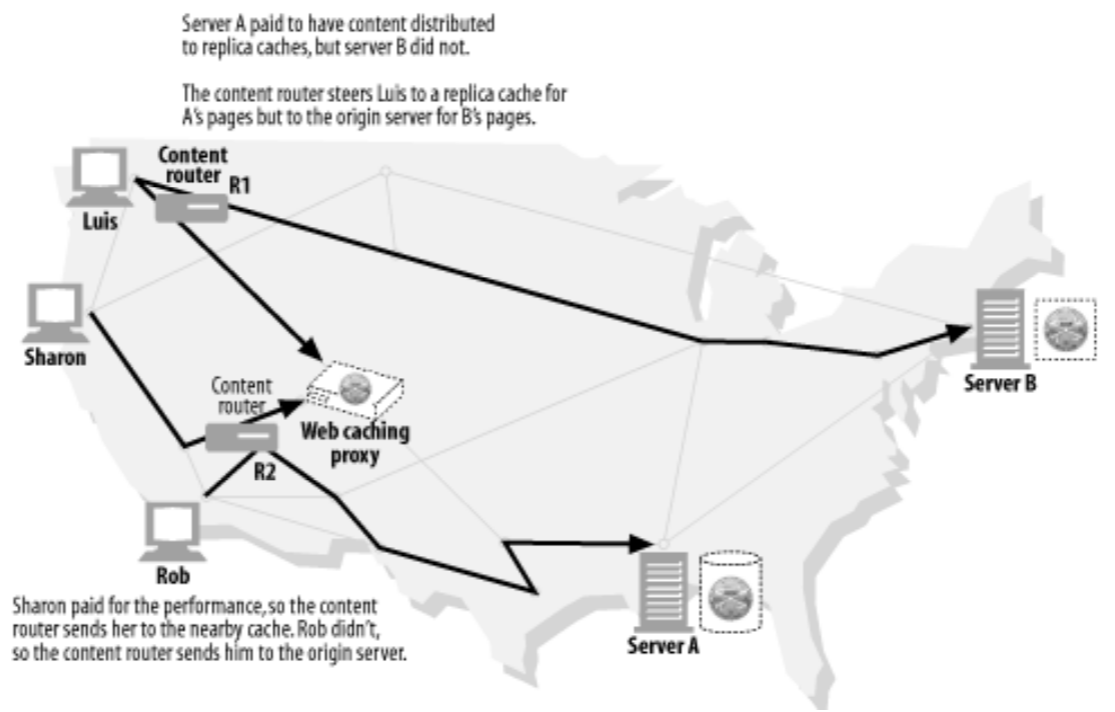 Server A paid to have content distributed
to replica caches, but server B did not.
The content router steers Luis to a replica cache for
A's pages but to the origin server for B's pages.
Content
router
R1
Luis
Sharon
Server B
Content
router
Web caching
proxy
R2
Rob
Server A
Sharon paid for the performance, so the content
router sends her to the nearby cache. Rob didn't,
so the content router sends him to the origin server.